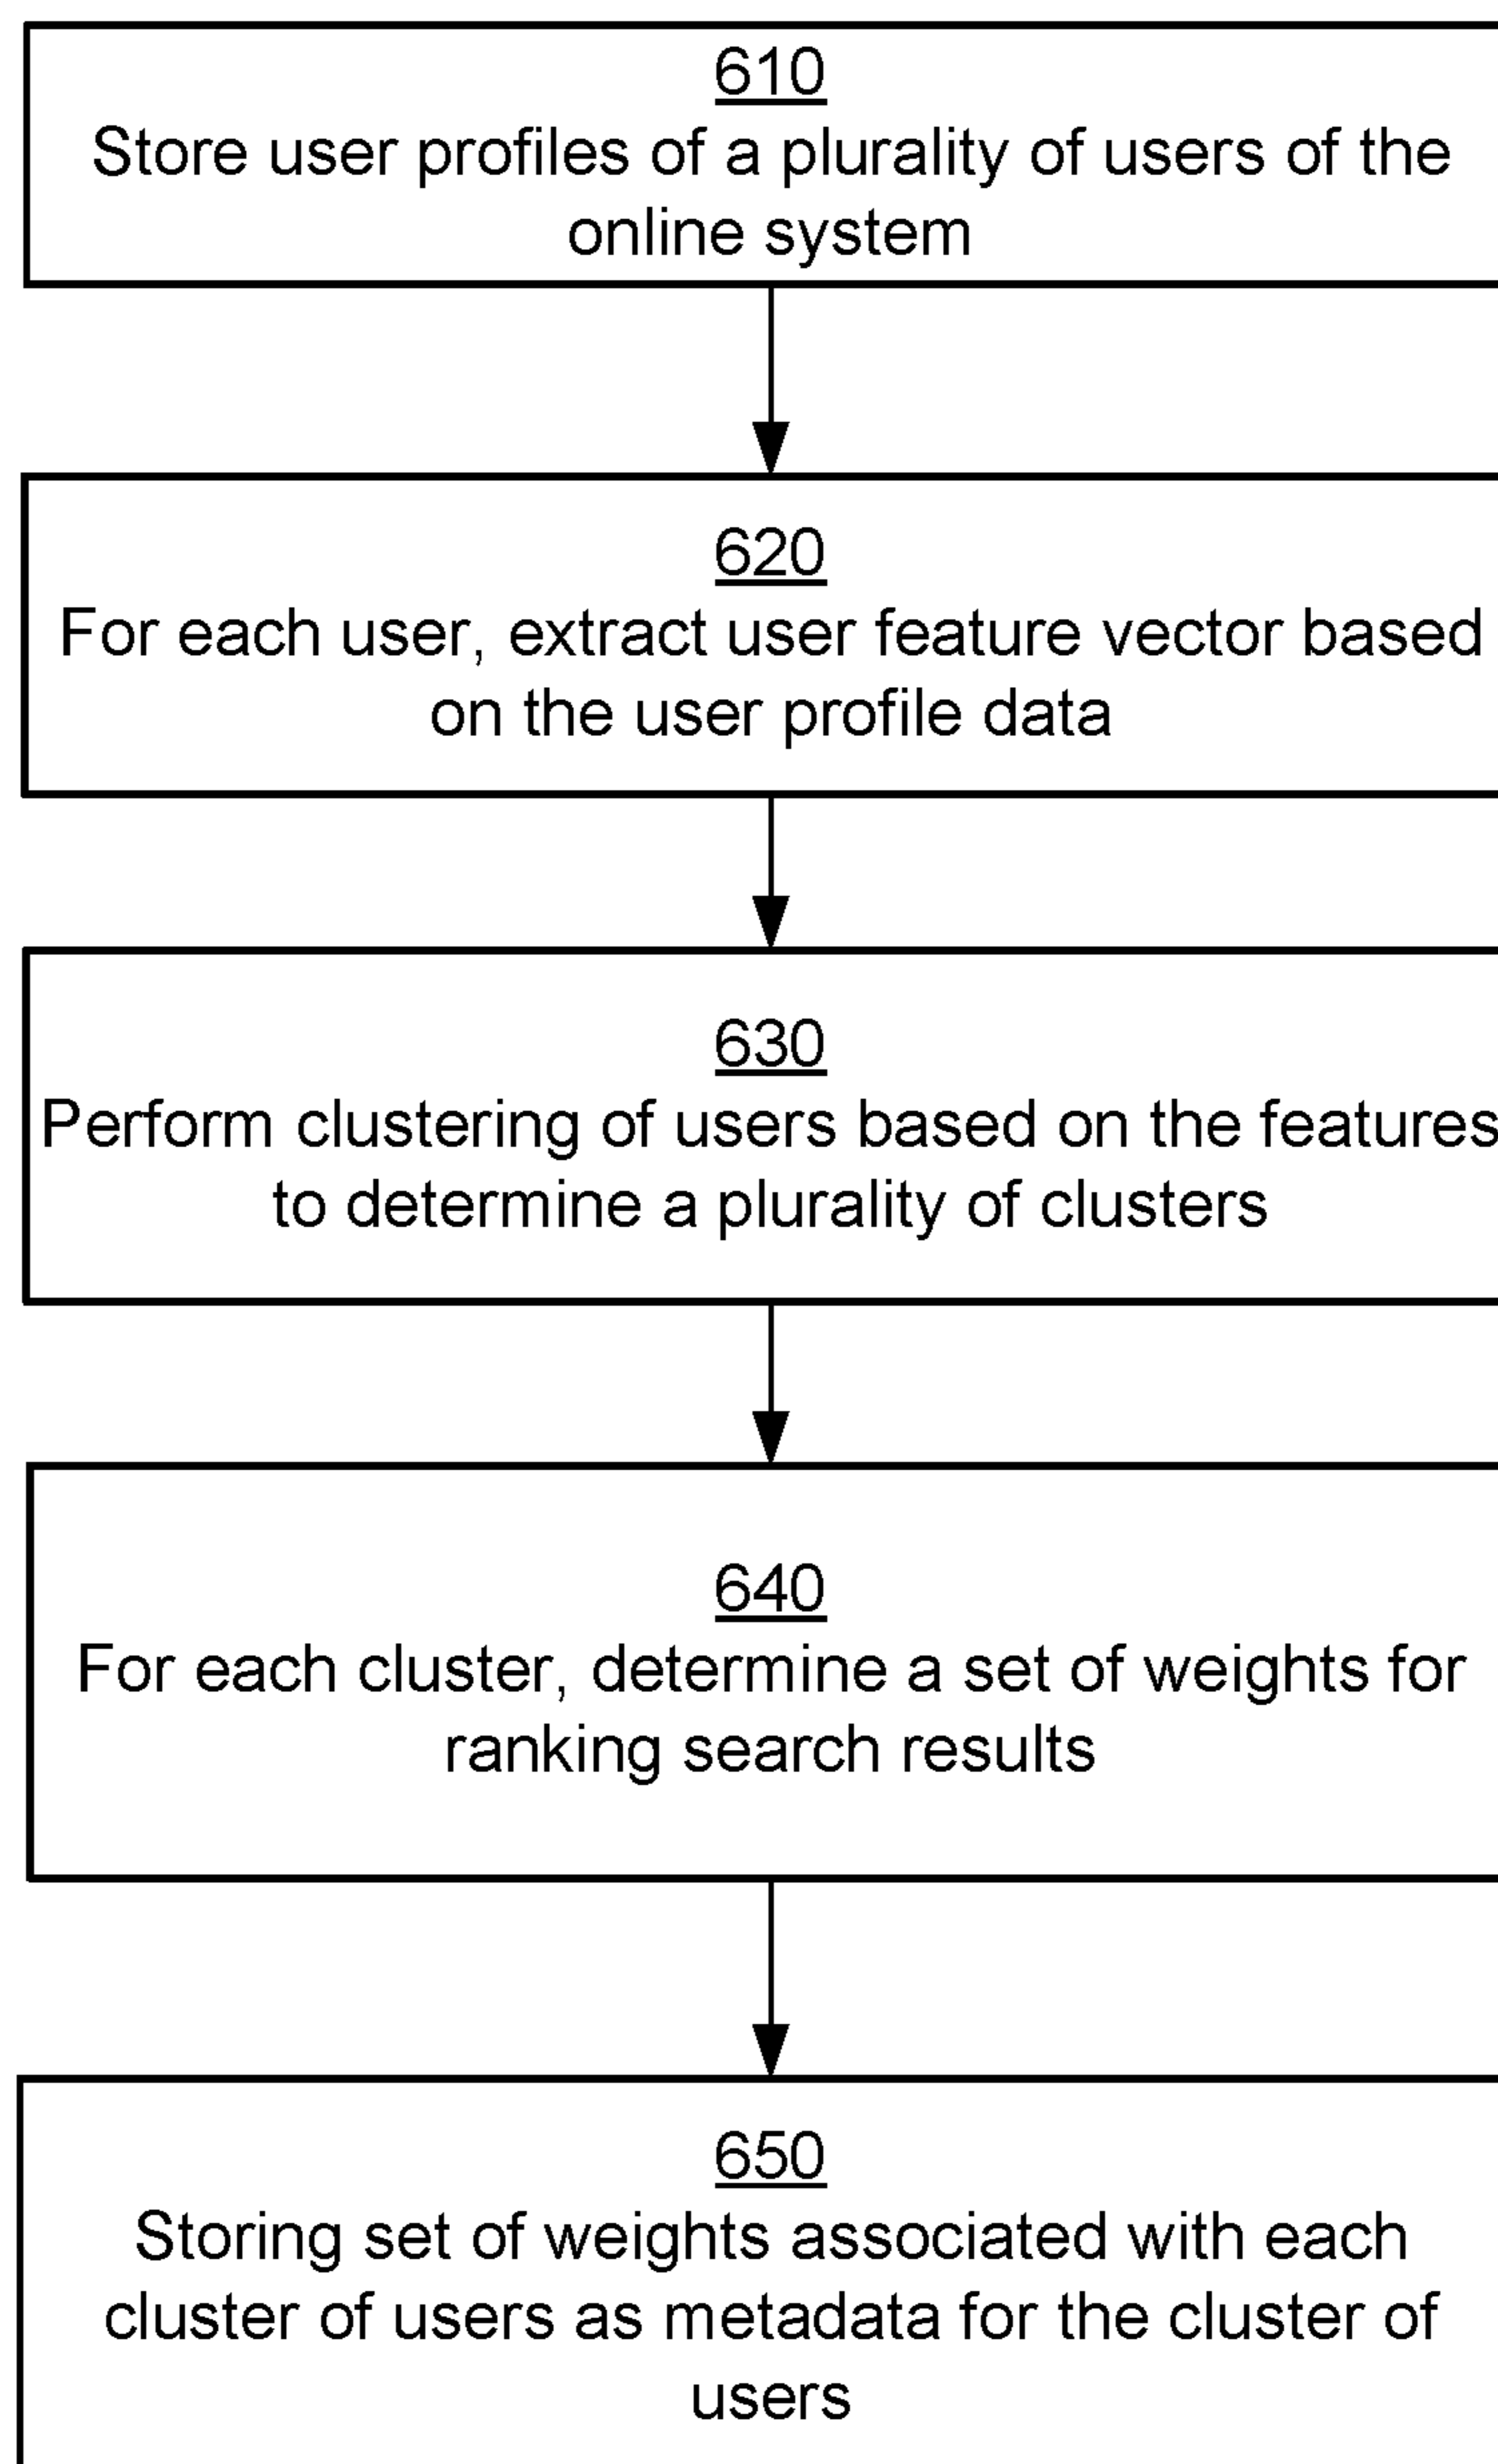 610
Store user profiles of a plurality of users of the
online system
620
For each user, extract user feature vector based
on the user profile data
630
Perform clustering of users based on the features
to determine a plurality of clusters
640
For each cluster, determine a set of weights for
ranking search results
650
Storing set of weights associated with each
cluster of users as metadata for the cluster of
users